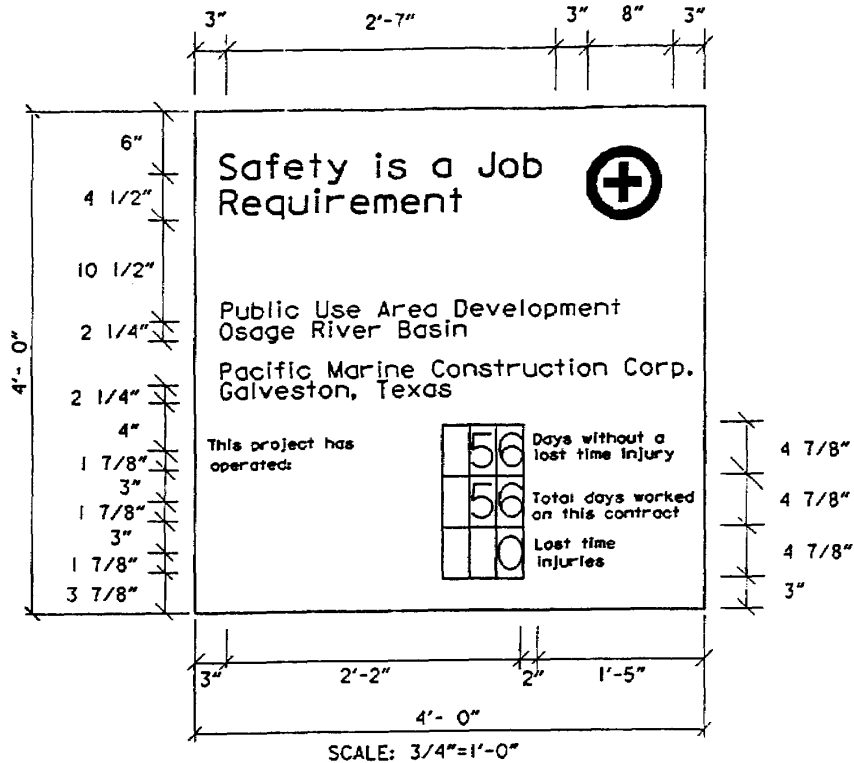 3" 2'-7" 3" 8" 3"
6"
4 1/2"
10 1/2"
2 1/4"
4'- 0"
2 1/4"
4"
1 7/8"
3"
1 7/8"
3"
1 7/8"
3 7/8"
Safety is a Job
Requirement
Public Use Area Development
Osage River Basin
Pacific Marine Construction Corp.
Galveston, Texas
This project has
operated:
56
Days without a
lost time injury
56
Total days worked
on this contract
0
Lost time
injuries
4 7/8"
4 7/8"
4 7/8"
3"
3" 2'-2" 2" 1'-5"
4'- 0"
SCALE: 3/4"=1'-0"